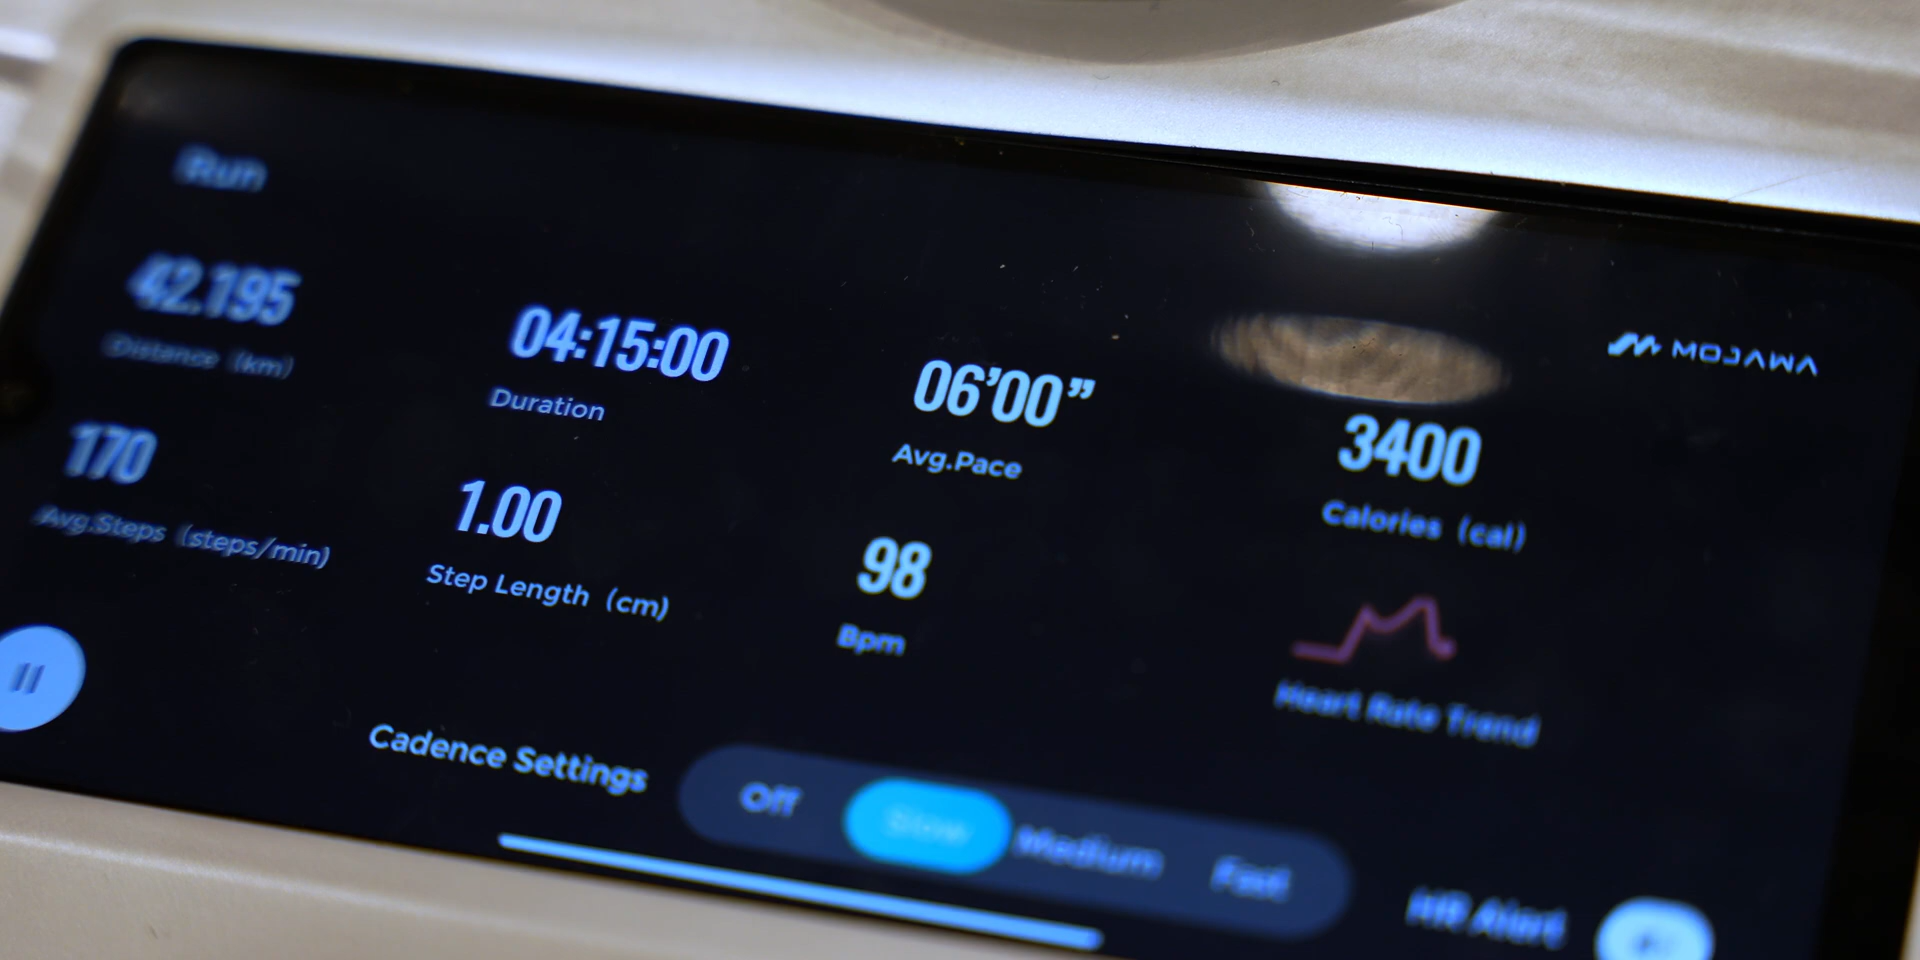 Run
MOJAWA
42.195
Distance (km)
04:15:00
Duration
06’00”
Avg.Pace
3400
Calories (cal)
170
Avg.Steps (steps/min)
1.00
Step Length (cm)
98
Bpm
Heart Rate Trend
Cadence Settings
Off Slow Medium Fast
HR Alert